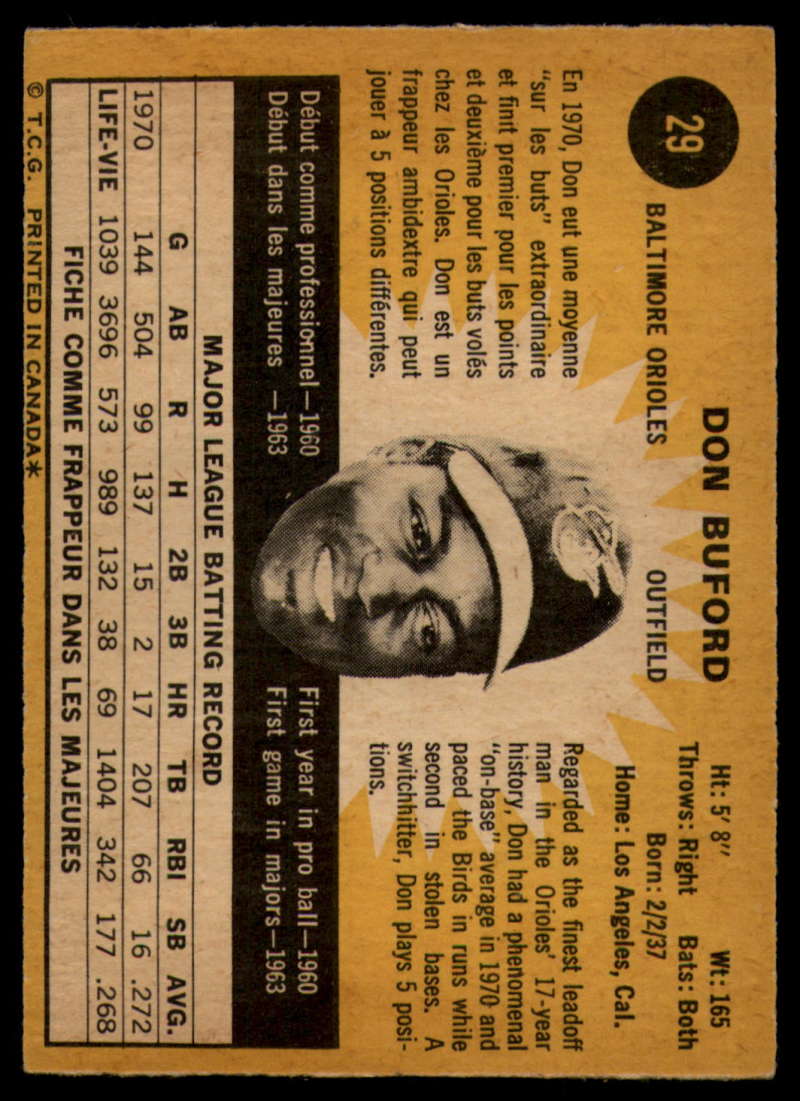 29
DON BUFORD
BALTIMORE ORIOLES OUTFIELD
Ht: 5' 8" Wt: 165
Throws: Right Bats: Both
Born: 2/2/37
Home: Los Angeles, Cal.
En 1970, Don eut une moyenne
"sur les buts" extraordinaire
et finit premier pour les points
et deuxième pour les buts volés
chez les Orioles. Don est un
frappeur ambidextre qui peut
jouer à 5 positions différentes.
Regarded as the finest leadoff
man in the Orioles' 17-year
history, Don had a phenomenal
"on-base" average in 1970 and
paced the Birds in runs while
second in stolen bases. A
switchhitter, Don plays 5 posi-
tions.
Début comme professionnel—1960
Début dans les majeures —1963
First year in pro ball—1960
First game in majors—1963
MAJOR LEAGUE BATTING RECORD
G AB R H 2B 3B HR TB RBI SB AVG.
1970 144 504 99 137 15 2 17 207 66 16 .272
LIFE-VIE 1039 3696 573 989 132 38 69 1404 342 177 .268
FICHE COMME FRAPPEUR DANS LES MAJEURES
© T.C.G. PRINTED IN CANADA*